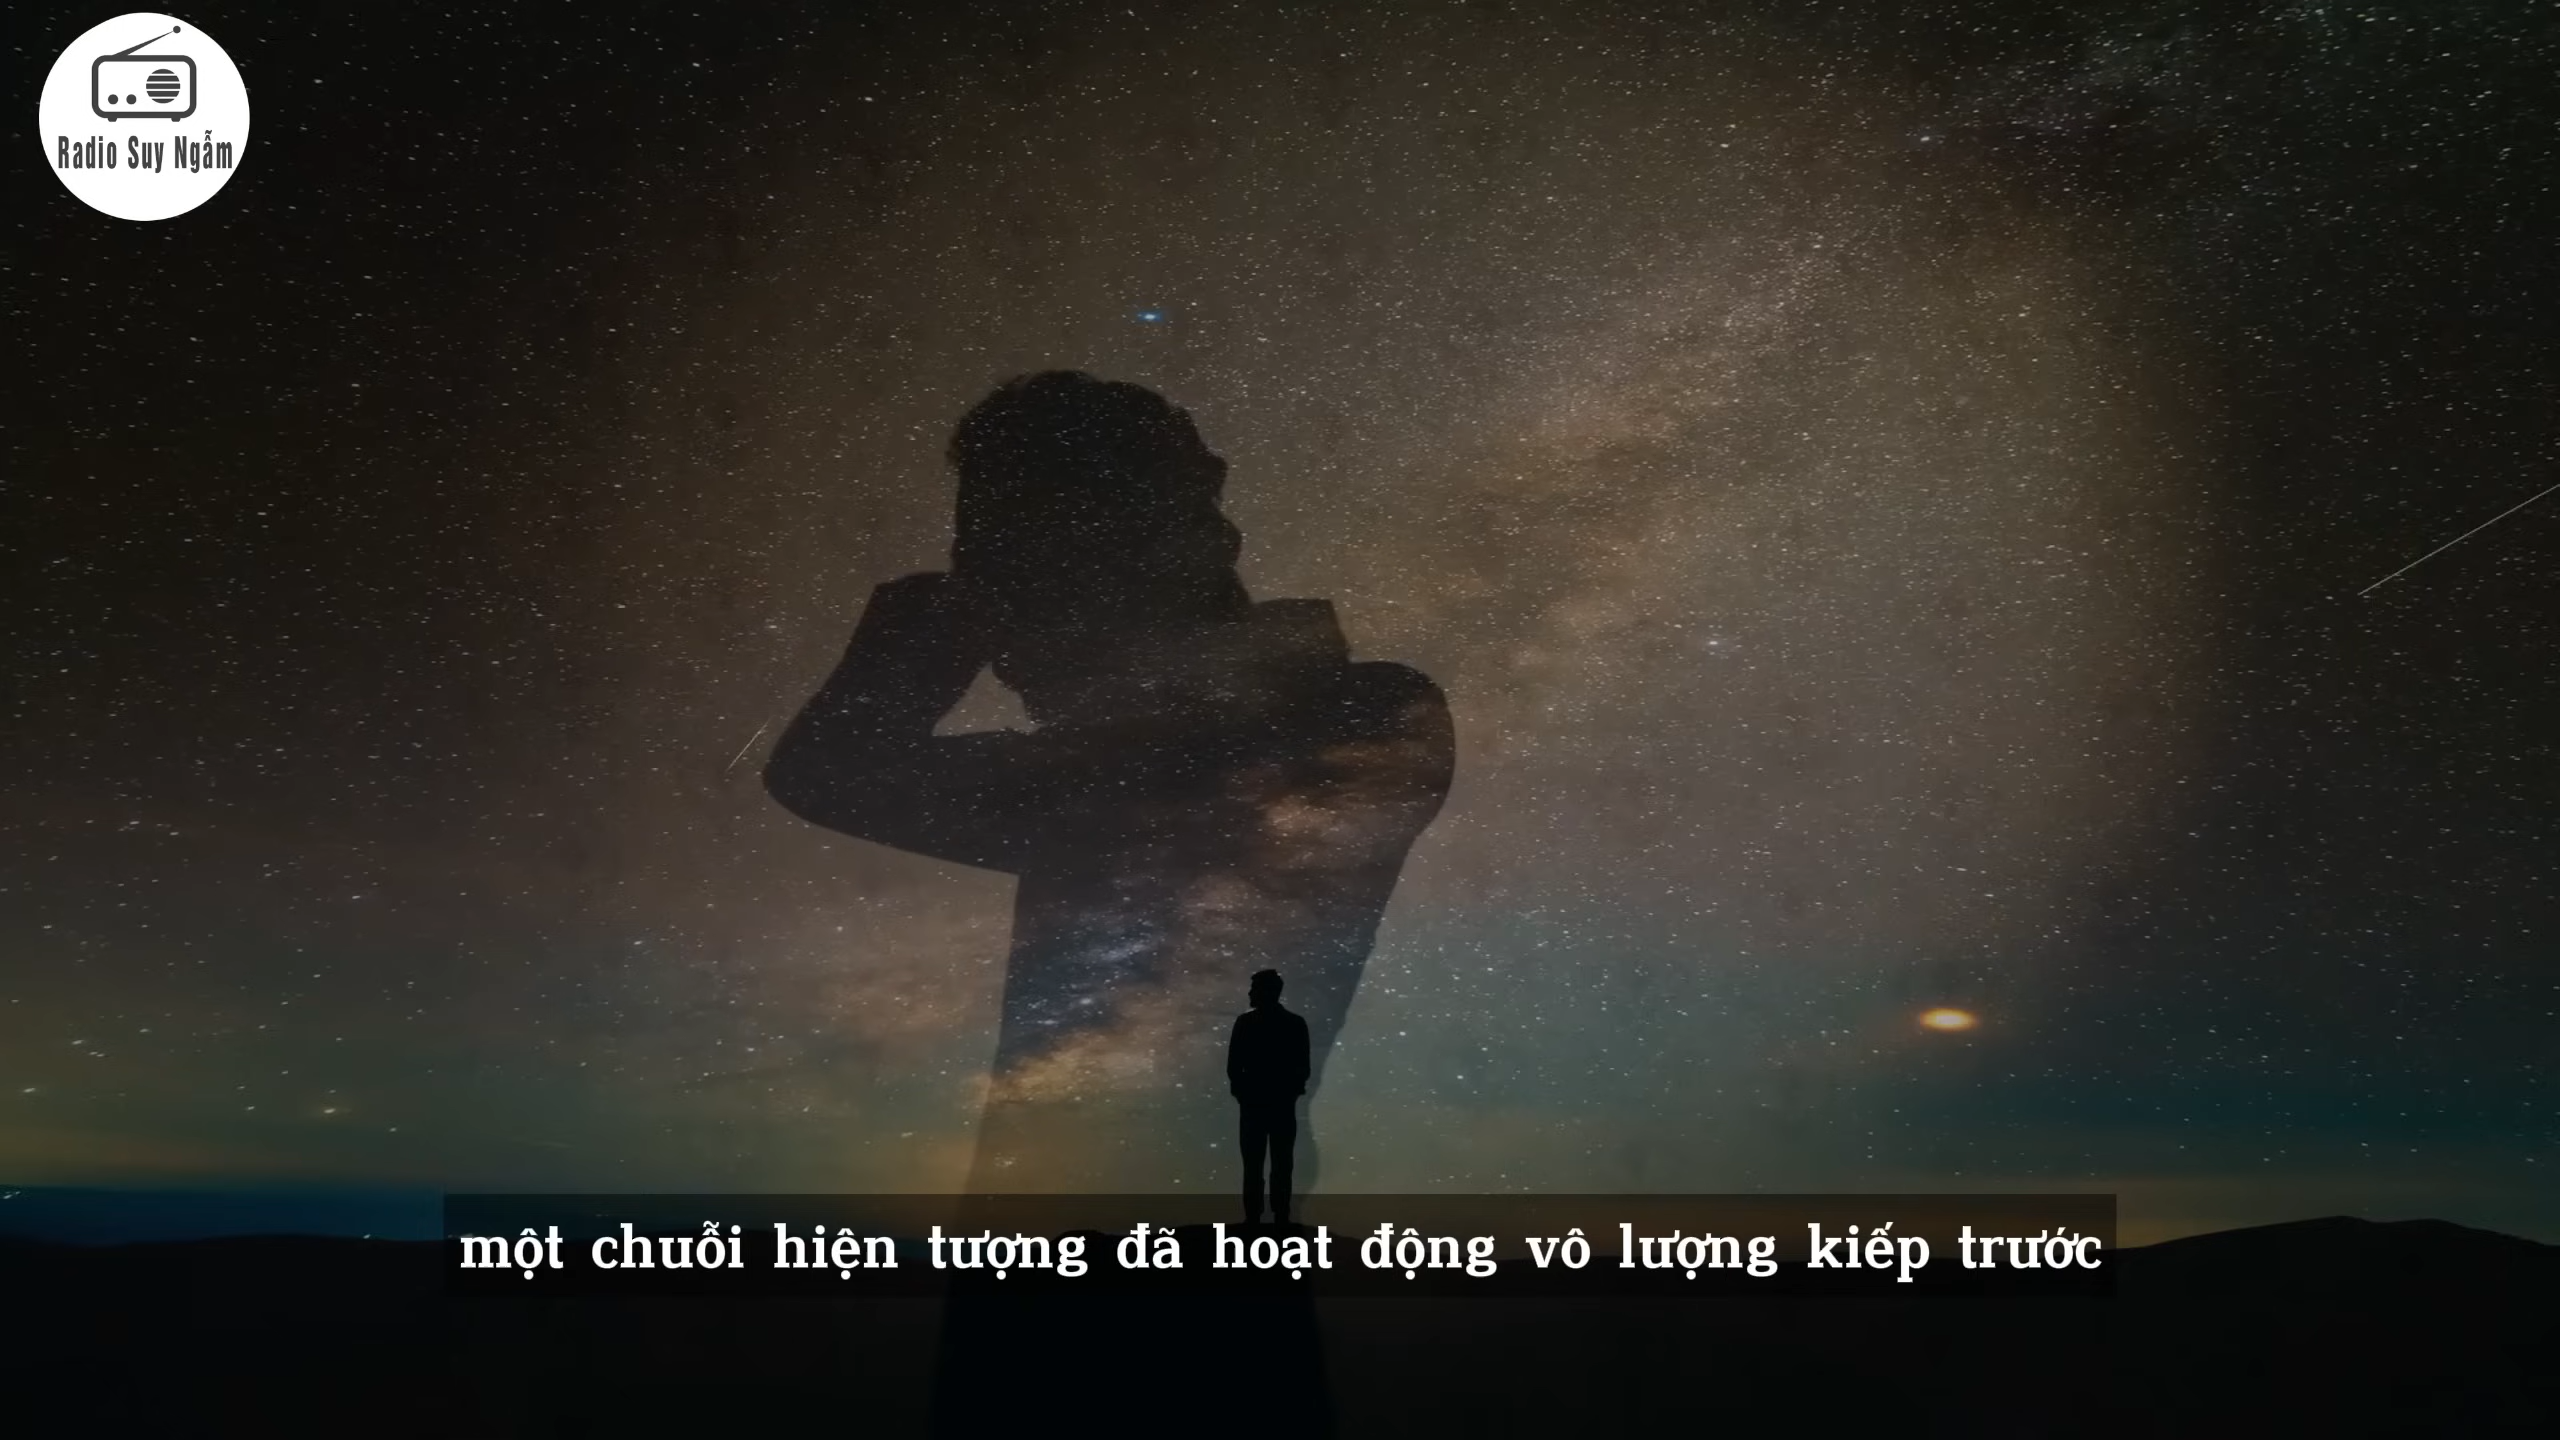 Radio Suy Ngẫm
một chuỗi hiện tượng đã hoạt động vô lượng kiếp trước